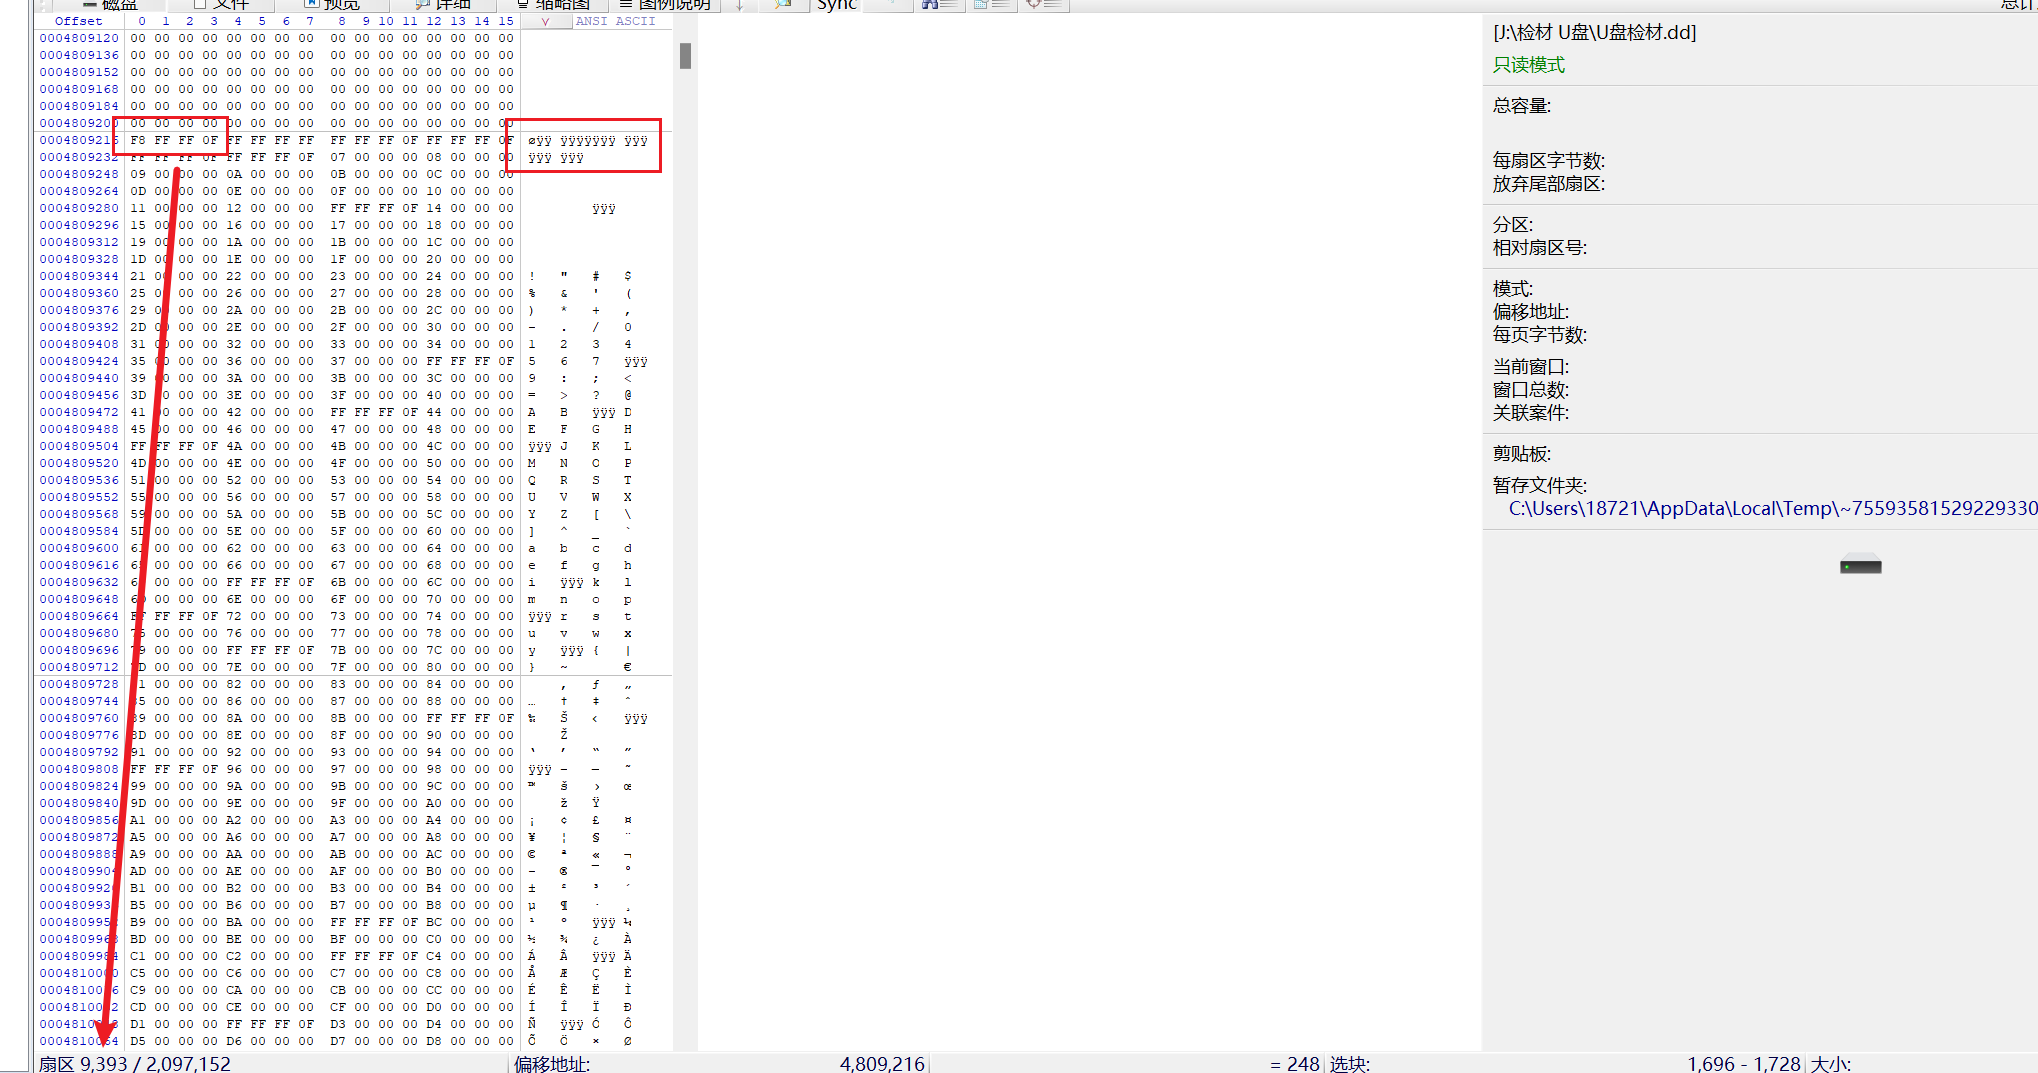 磁盘 文件 预览 详细 缩略图 图例说明 Sync
Offset 0 1 2 3 4 5 6 7 8 9 10 11 12 13 14 15 ANSI ASCII
0004809120 00 00 00 00 00 00 00 00 00 00 00 00 00 00 00 00
0004809136 00 00 00 00 00 00 00 00 00 00 00 00 00 00 00 00
0004809152 00 00 00 00 00 00 00 00 00 00 00 00 00 00 00 00
0004809168 00 00 00 00 00 00 00 00 00 00 00 00 00 00 00 00
0004809184 00 00 00 00 00 00 00 00 00 00 00 00 00 00 00 00
0004809200 00 00 00 00 00 00 00 00 00 00 00 00 00 00 00 00
0004809216 F8 FF FF 0F FF FF FF FF FF FF FF 0F FF FF FF 0F øÿÿ ÿÿÿÿÿÿÿ ÿÿÿ
0004809232 FF FF FF 0F FF FF FF 0F 07 00 00 00 08 00 00 00 ÿÿÿ ÿÿÿ
0004809248 09 00 00 00 0A 00 00 00 0B 00 00 00 0C 00 00 00
0004809264 0D 00 00 00 0E 00 00 00 0F 00 00 00 10 00 00 00
0004809280 11 00 00 00 12 00 00 00 FF FF FF 0F 14 00 00 00 ÿÿÿ
0004809296 15 00 00 00 16 00 00 00 17 00 00 00 18 00 00 00
0004809312 19 00 00 00 1A 00 00 00 1B 00 00 00 1C 00 00 00
0004809328 1D 00 00 00 1E 00 00 00 1F 00 00 00 20 00 00 00
0004809344 21 00 00 00 22 00 00 00 23 00 00 00 24 00 00 00 ! " # $
0004809360 25 00 00 00 26 00 00 00 27 00 00 00 28 00 00 00 % & ' (
0004809376 29 00 00 00 2A 00 00 00 2B 00 00 00 2C 00 00 00 ) * + ,
0004809392 2D 00 00 00 2E 00 00 00 2F 00 00 00 30 00 00 00 - . / 0
0004809408 31 00 00 00 32 00 00 00 33 00 00 00 34 00 00 00 1 2 3 4
0004809424 35 00 00 00 36 00 00 00 37 00 00 00 FF FF FF 0F 5 6 7 ÿÿÿ
0004809440 39 00 00 00 3A 00 00 00 3B 00 00 00 3C 00 00 00 9 : ; <
0004809456 3D 00 00 00 3E 00 00 00 3F 00 00 00 40 00 00 00 = > ? @
0004809472 41 00 00 00 42 00 00 00 FF FF FF 0F 44 00 00 00 A B ÿÿÿ D
0004809488 45 00 00 00 46 00 00 00 47 00 00 00 48 00 00 00 E F G H
0004809504 FF FF FF 0F 4A 00 00 00 4B 00 00 00 4C 00 00 00 ÿÿÿ J K L
0004809520 4D 00 00 00 4E 00 00 00 4F 00 00 00 50 00 00 00 M N O P
0004809536 51 00 00 00 52 00 00 00 53 00 00 00 54 00 00 00 Q R S T
0004809552 55 00 00 00 56 00 00 00 57 00 00 00 58 00 00 00 U V W X
0004809568 59 00 00 00 5A 00 00 00 5B 00 00 00 5C 00 00 00 Y Z [ \
0004809584 5D 00 00 00 5E 00 00 00 5F 00 00 00 60 00 00 00 ] ^ _ `
0004809600 61 00 00 00 62 00 00 00 63 00 00 00 64 00 00 00 a b c d
0004809616 65 00 00 00 66 00 00 00 67 00 00 00 68 00 00 00 e f g h
0004809632 69 00 00 00 FF FF FF 0F 6B 00 00 00 6C 00 00 00 i ÿÿÿ k l
0004809648 6D 00 00 00 6E 00 00 00 6F 00 00 00 70 00 00 00 m n o p
0004809664 FF FF FF 0F 72 00 00 00 73 00 00 00 74 00 00 00 ÿÿÿ r s t
0004809680 75 00 00 00 76 00 00 00 77 00 00 00 78 00 00 00 u v w x
0004809696 79 00 00 00 FF FF FF 0F 7B 00 00 00 7C 00 00 00 y ÿÿÿ { |
0004809712 7D 00 00 00 7E 00 00 00 7F 00 00 00 80 00 00 00 } ~ €
0004809728 81 00 00 00 82 00 00 00 83 00 00 00 84 00 00 00 ‚ ƒ „
0004809744 85 00 00 00 86 00 00 00 87 00 00 00 88 00 00 00 … † ‡ ˆ
0004809760 89 00 00 00 8A 00 00 00 8B 00 00 00 FF FF FF 0F ‰ Š ‹ ÿÿÿ
0004809776 8D 00 00 00 8E 00 00 00 8F 00 00 00 90 00 00 00 Ž
0004809792 91 00 00 00 92 00 00 00 93 00 00 00 94 00 00 00 ‘ ’ “ ”
0004809808 FF FF FF 0F 96 00 00 00 97 00 00 00 98 00 00 00 ÿÿÿ – — ˜
0004809824 99 00 00 00 9A 00 00 00 9B 00 00 00 9C 00 00 00 ™ š › œ
0004809840 9D 00 00 00 9E 00 00 00 9F 00 00 00 A0 00 00 00 ž Ÿ
0004809856 A1 00 00 00 A2 00 00 00 A3 00 00 00 A4 00 00 00 ¡ ¢ £ ¤
0004809872 A5 00 00 00 A6 00 00 00 A7 00 00 00 A8 00 00 00 ¥ ¦ § ¨
0004809888 A9 00 00 00 AA 00 00 00 AB 00 00 00 AC 00 00 00 © ª « ¬
0004809904 AD 00 00 00 AE 00 00 00 AF 00 00 00 B0 00 00 00 - ® ¯ °
0004809920 B1 00 00 00 B2 00 00 00 B3 00 00 00 B4 00 00 00 ± ² ³ ´
0004809936 B5 00 00 00 B6 00 00 00 B7 00 00 00 B8 00 00 00 µ ¶ · ¸
0004809952 B9 00 00 00 BA 00 00 00 FF FF FF 0F BC 00 00 00 ¹ º ÿÿÿ ¼
0004809968 BD 00 00 00 BE 00 00 00 BF 00 00 00 C0 00 00 00 ½ ¾ ¿ À
0004809984 C1 00 00 00 C2 00 00 00 FF FF FF 0F C4 00 00 00 Á Â ÿÿÿ Ä
0004810000 C5 00 00 00 C6 00 00 00 C7 00 00 00 C8 00 00 00 Å Æ Ç È
0004810016 C9 00 00 00 CA 00 00 00 CB 00 00 00 CC 00 00 00 É Ê Ë Ì
0004810032 CD 00 00 00 CE 00 00 00 CF 00 00 00 D0 00 00 00 Í Î Ï Ð
0004810048 D1 00 00 00 FF FF FF 0F D3 00 00 00 D4 00 00 00 Ñ ÿÿÿ Ó Ô
0004810064 D5 00 00 00 D6 00 00 00 D7 00 00 00 D8 00 00 00 Õ Ö × Ø
[J:\检材 U盘\U盘检材.dd]
只读模式
总容量:
每扇区字节数:
放弃尾部扇区:
分区:
相对扇区号:
模式:
偏移地址:
每页字节数:
当前窗口:
窗口总数:
关联案件:
剪贴板:
暂存文件夹:
C:\Users\18721\AppData\Local\Temp\~75593581529229330
扇区 9,393 / 2,097,152 偏移地址: 4,809,216 = 248 选块: 1,696 - 1,728 大小: